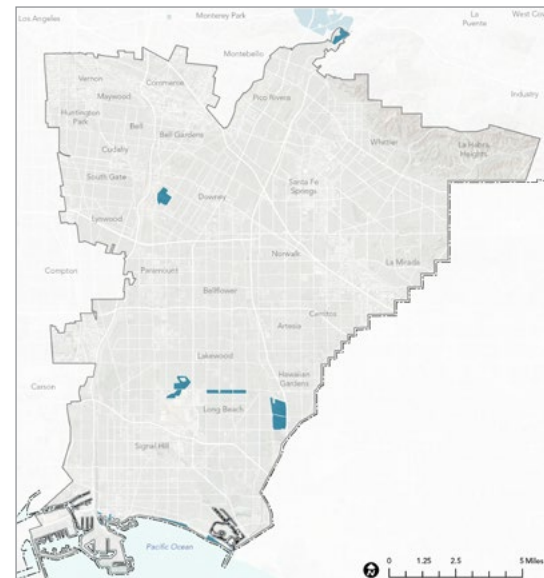 Los Angeles
Monterey Park
La
Puente
West Cov
Montebello
Vernon
Commerce
Industry
Maywood
Pico Rivera
Huntington
Park
Bell
Bell Gardens
Whittier
La Habra
Heights
Cudahy
South Gate
Santa Fe
Springs
Downey
Lynwood
Norwalk
La Mirada
Compton
Paramount
Bellflower
Cerritos
Artesia
Lakewood
Hawaiian
Gardens
Carson
Long Beach
Signal Hill
Pacific Ocean
N
0 1.25 2.5 5 Miles